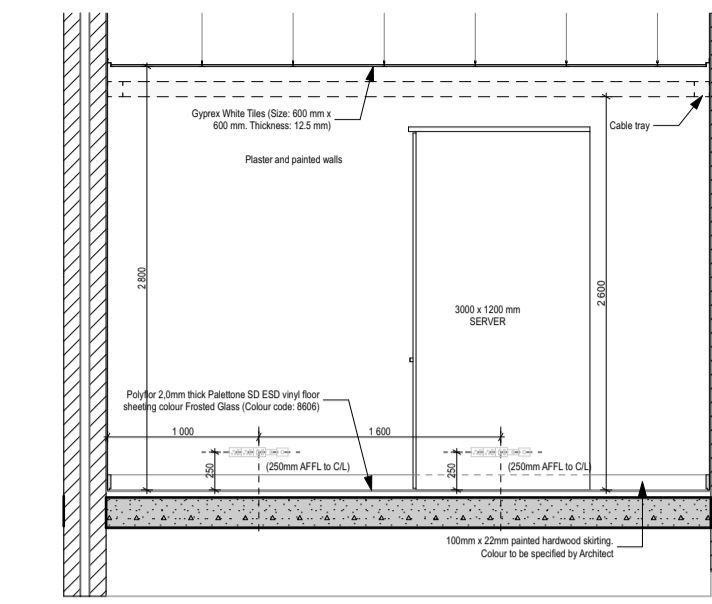 Gyprex White Tiles (Size: 600 mm x
600 mm. Thickness: 12.5 mm)
Cable tray
Plaster and painted walls
2 800
2 600
3000 x 1200 mm
SERVER
Polyflor 2,0mm thick Palettone SD ESD vinyl floor
sheeting colour Frosted Glass (Colour code: 8606)
1 000
1 600
250
(250mm AFFL to C/L)
250
(250mm AFFL to C/L)
100mm x 22mm painted hardwood skirting.
Colour to be specified by Architect